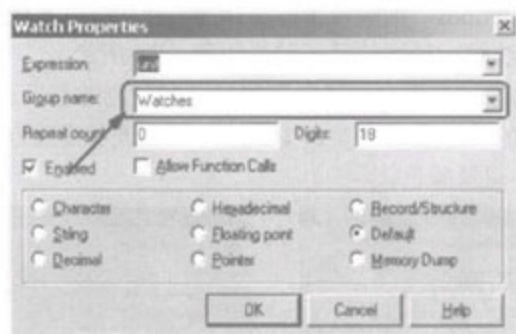 Watch Properties
Expression:
Group name: Watches
Repeat count: 0 Digits: 18
Enabled Allow Function Calls
Character Hexadecimal Record/Structure
String Floating point Default
Decimal Pointer Memory Dump
OK Cancel Help